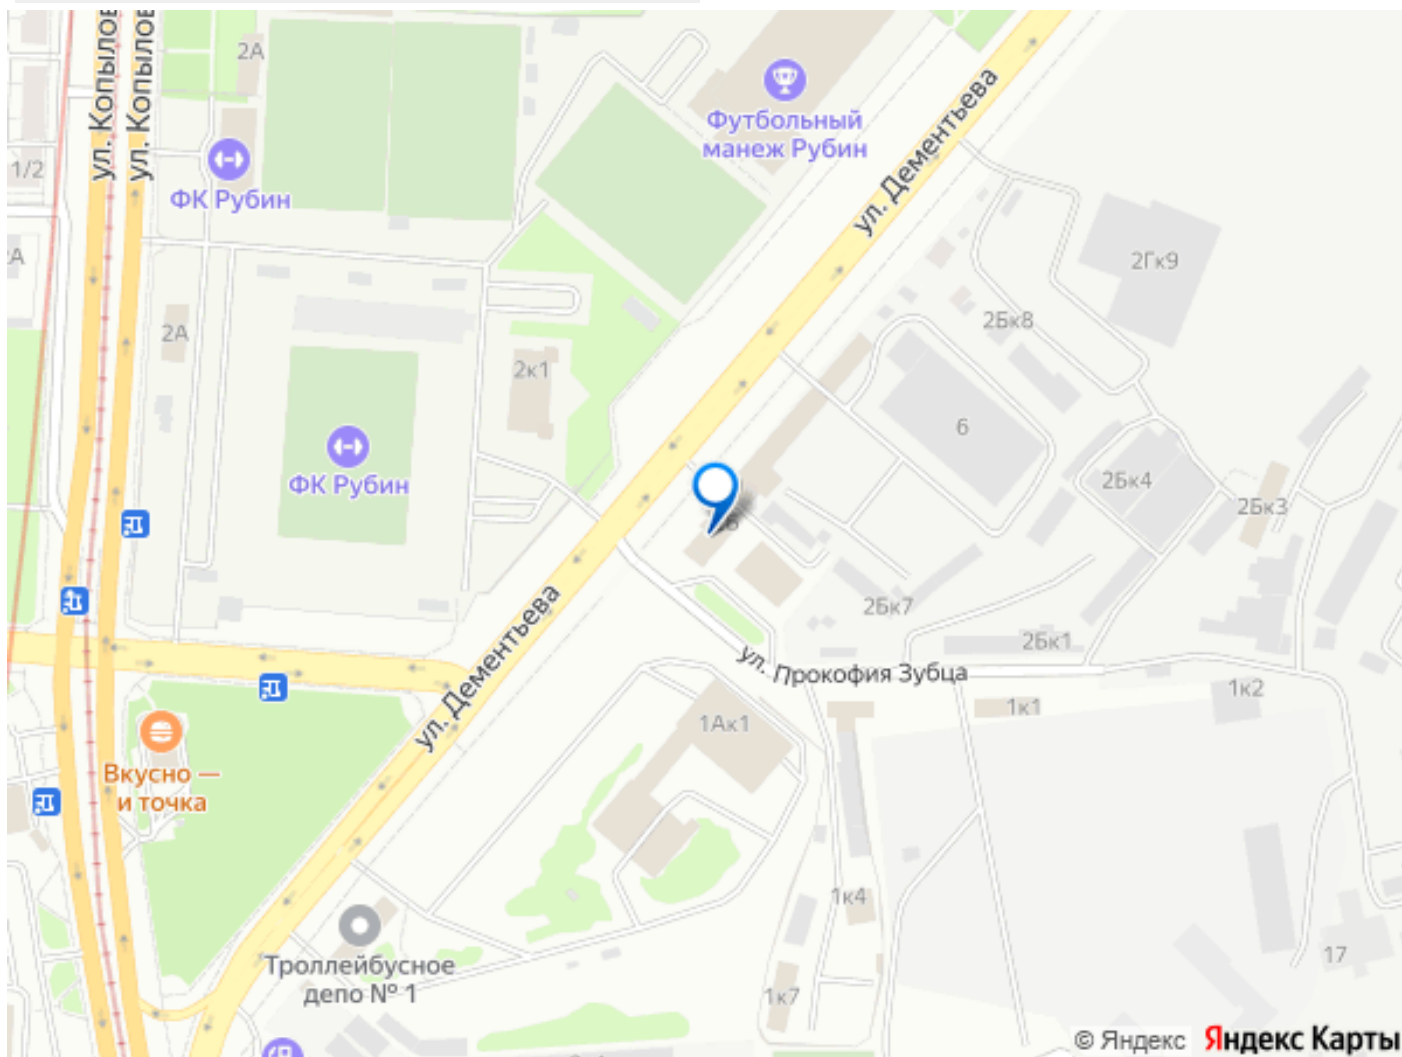 ул. Копылов
ул. Копылов
2А
1/2
ФК Рубин
Футбольный
манеж Рубин
ул. Дементьева
2Гк9
2А
2Бк8
2к1
6
ФК Рубин
2Бк4
2Бк3
2Бк7
2Бк1
ул. Дементьева
ул. Прокофия Зубца
1к2
1к1
1Ак1
Вкусно —
и точка
1к4
Троллейбусное
депо № 1
1к7
17
© Яндекс Яндекс Карты